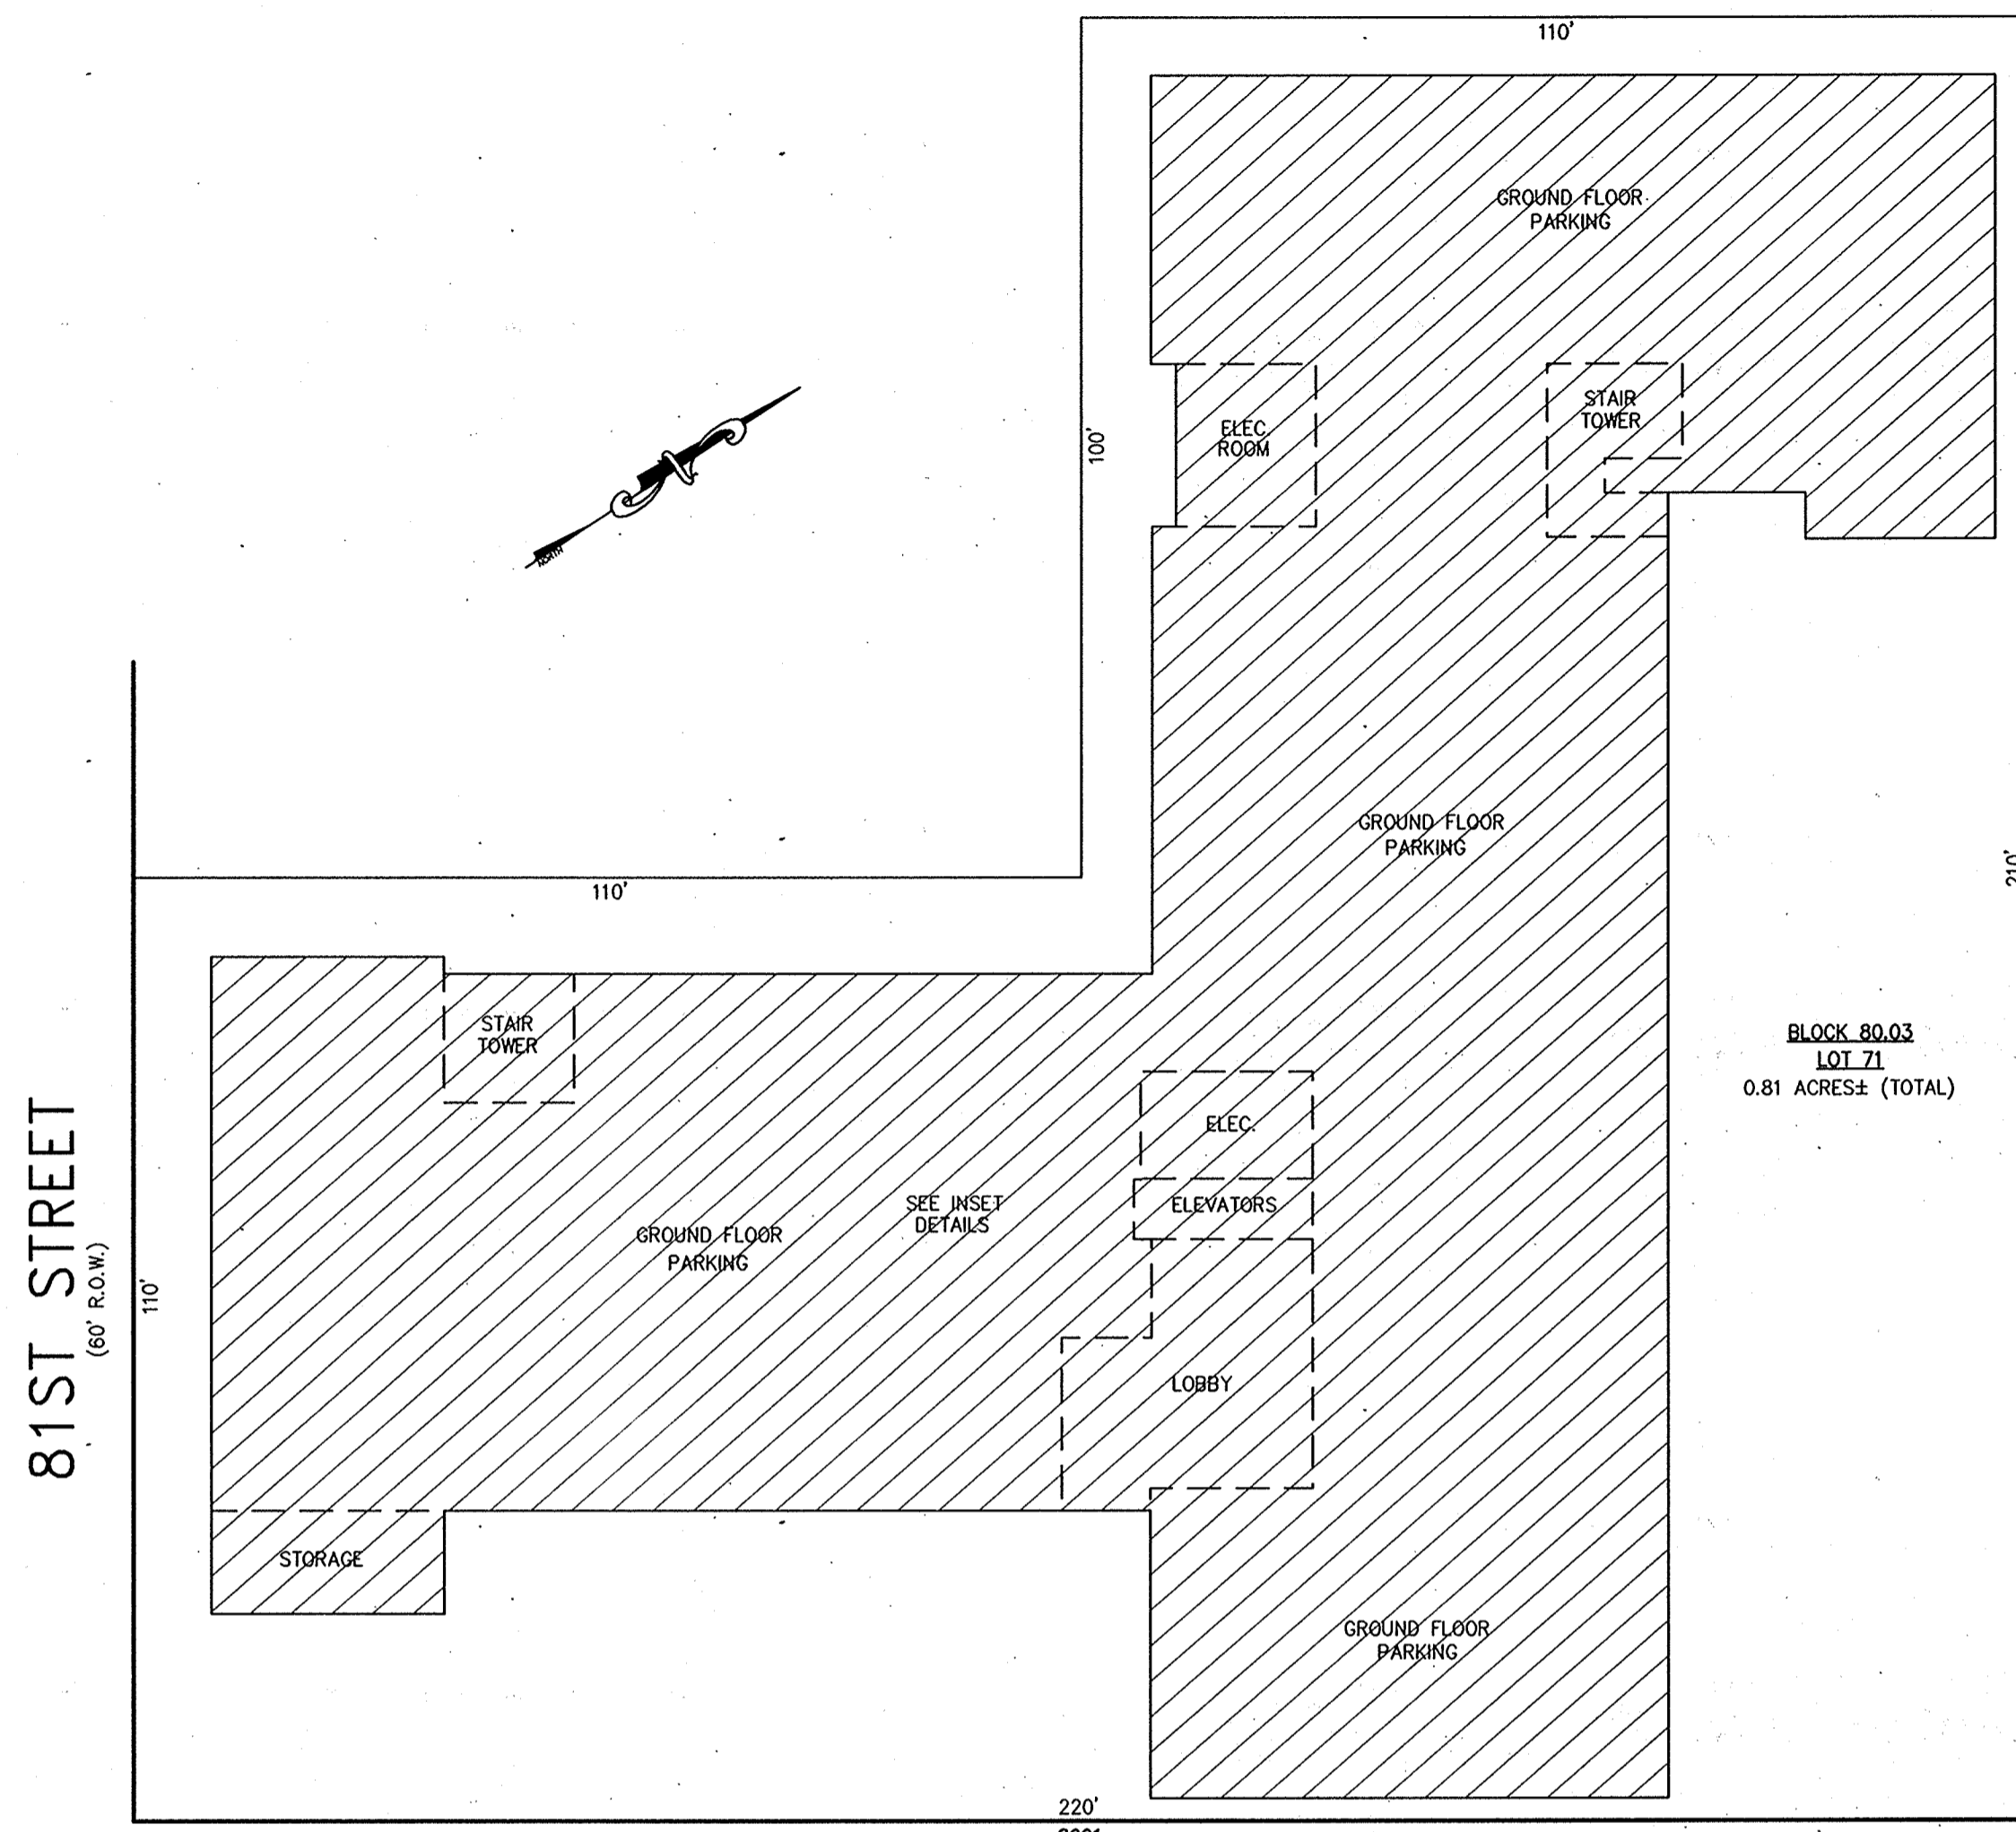 110'
GROUND FLOOR
PARKING
STAIR
TOWER
ELEC.
ROOM
100'
NORTH
GROUND FLOOR
PARKING
210'
110'
STAIR
TOWER
BLOCK 80.03
LOT 71
0.81 ACRES± (TOTAL)
ELEC.
ELEVATORS
SEE INSET
DETAILS
GROUND FLOOR
PARKING
81ST STREET
(60' R.O.W.)
110'
LOBBY
STORAGE
GROUND FLOOR
PARKING
220'